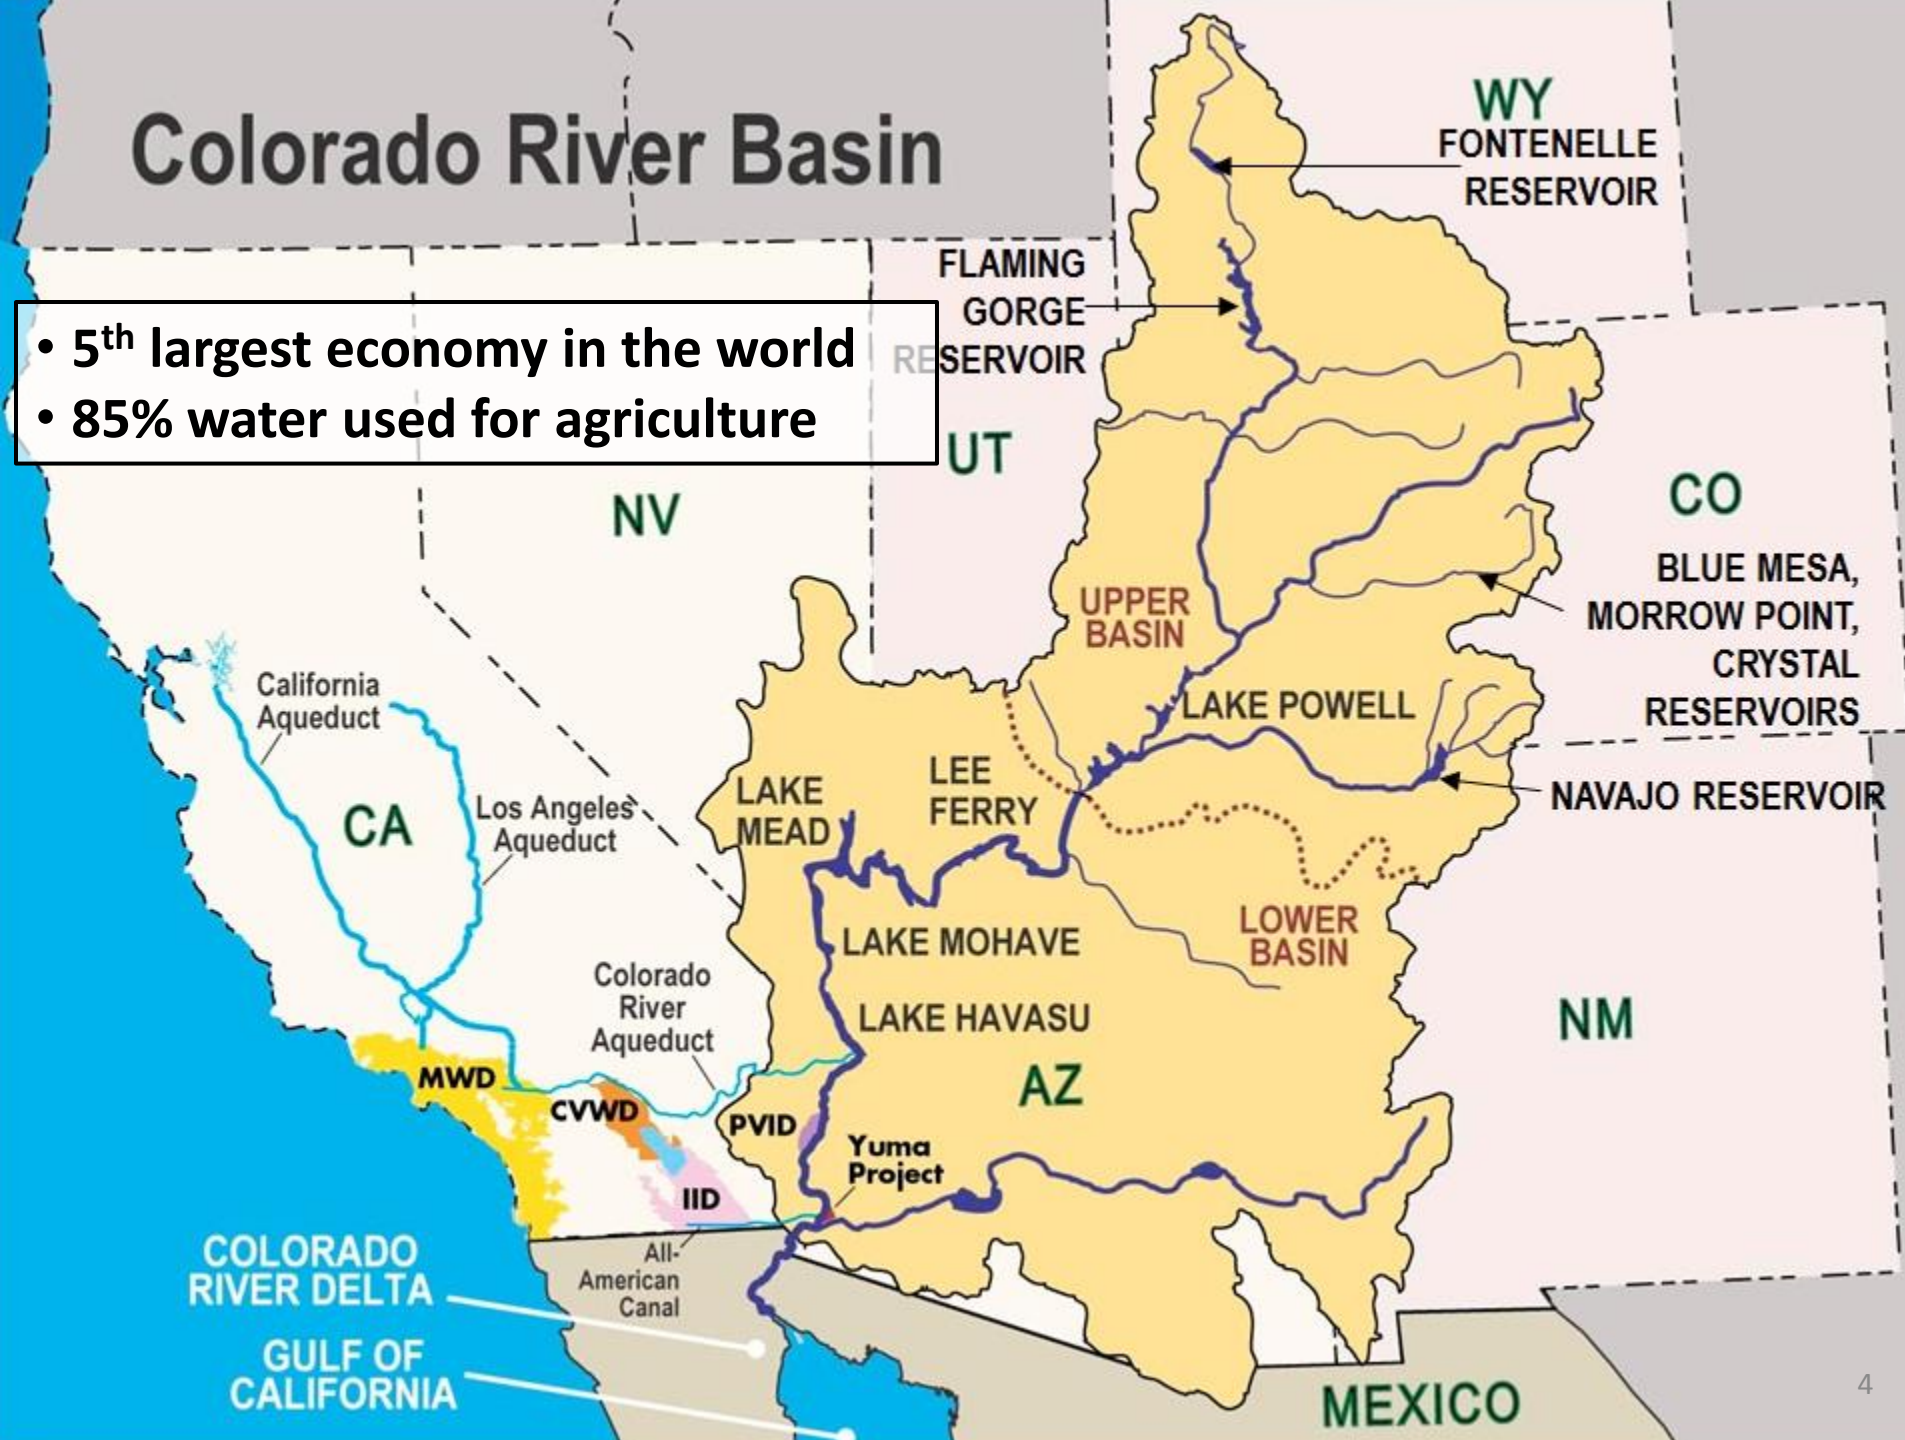 Colorado River Basin
WY
FONTENELLE
RESERVOIR
FLAMING
GORGE
RESERVOIR
• 5th largest economy in the world
• 85% water used for agriculture
UT
NV
CO
BLUE MESA,
MORROW POINT,
CRYSTAL
RESERVOIRS
UPPER
BASIN
California
Aqueduct
LAKE POWELL
LEE
FERRY
LAKE
MEAD
NAVAJO RESERVOIR
CA
Los Angeles
Aqueduct
LOWER
BASIN
LAKE MOHAVE
Colorado
River
Aqueduct
LAKE HAVASU
NM
AZ
MWD
CVWD
PVID
Yuma
Project
IID
COLORADO
RIVER DELTA
All-
American
Canal
GULF OF
CALIFORNIA
MEXICO
4